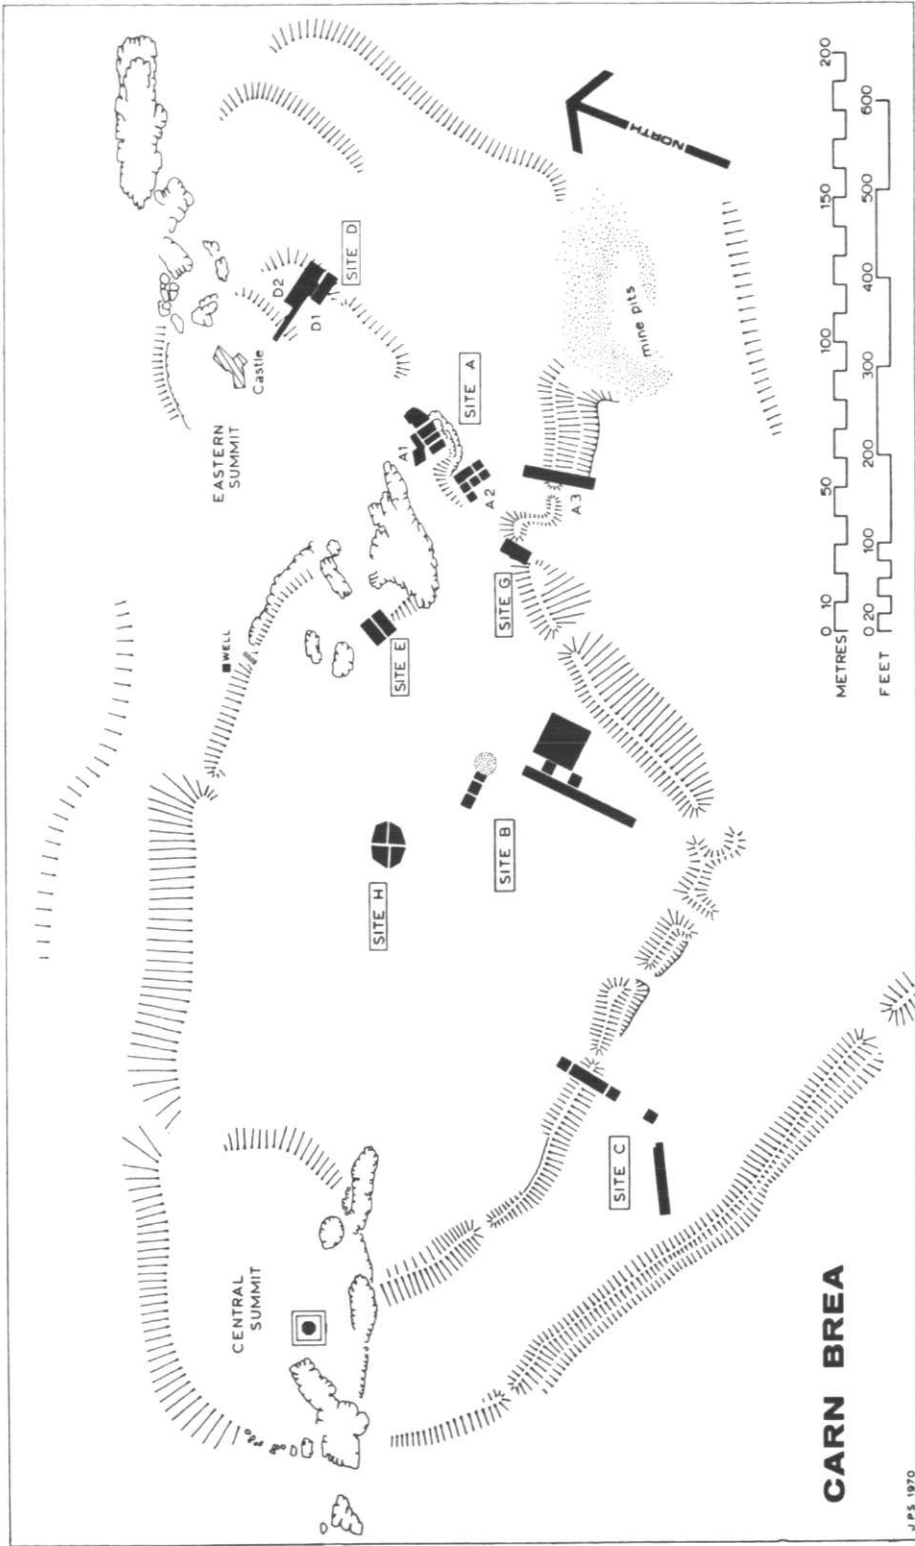 CENTRAL
SUMMIT
WELL
EASTERN
SUMMIT
Castle
D2
D1
SITE D
SITE E
SITE A
A1
A2
A3
SITE G
SITE H
SITE B
SITE C
mine pits
NORTH
CARN BREA
METRES 0 10 50 100 150 200
FEET 0 20 100 200 300 400 500 600
J.P.S. 1970